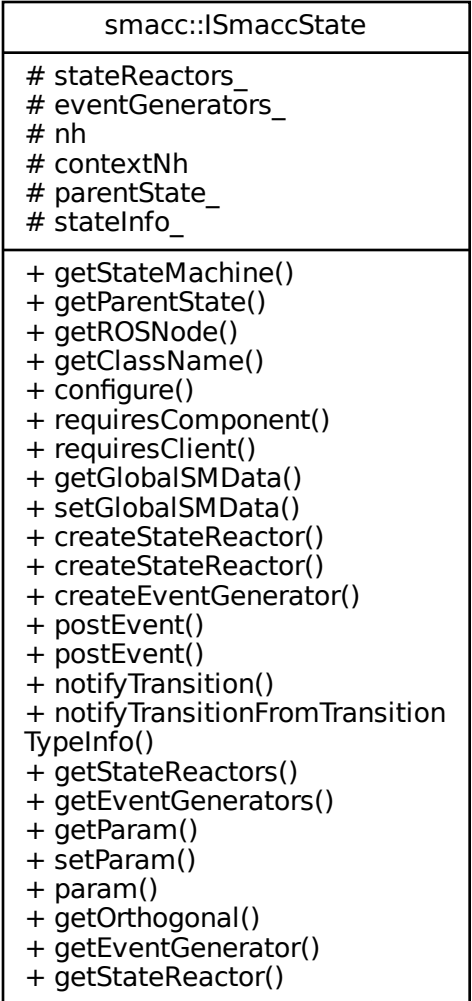 smacc::ISmaccState
# stateReactors_
# eventGenerators_
# nh
# contextNh
# parentState_
# stateInfo_
+ getStateMachine()
+ getParentState()
+ getROSNode()
+ getClassName()
+ configure()
+ requiresComponent()
+ requiresClient()
+ getGlobalSMData()
+ setGlobalSMData()
+ createStateReactor()
+ createStateReactor()
+ createEventGenerator()
+ postEvent()
+ postEvent()
+ notifyTransition()
+ notifyTransitionFromTransition
TypeInfo()
+ getStateReactors()
+ getEventGenerators()
+ getParam()
+ setParam()
+ param()
+ getOrthogonal()
+ getEventGenerator()
+ getStateReactor()